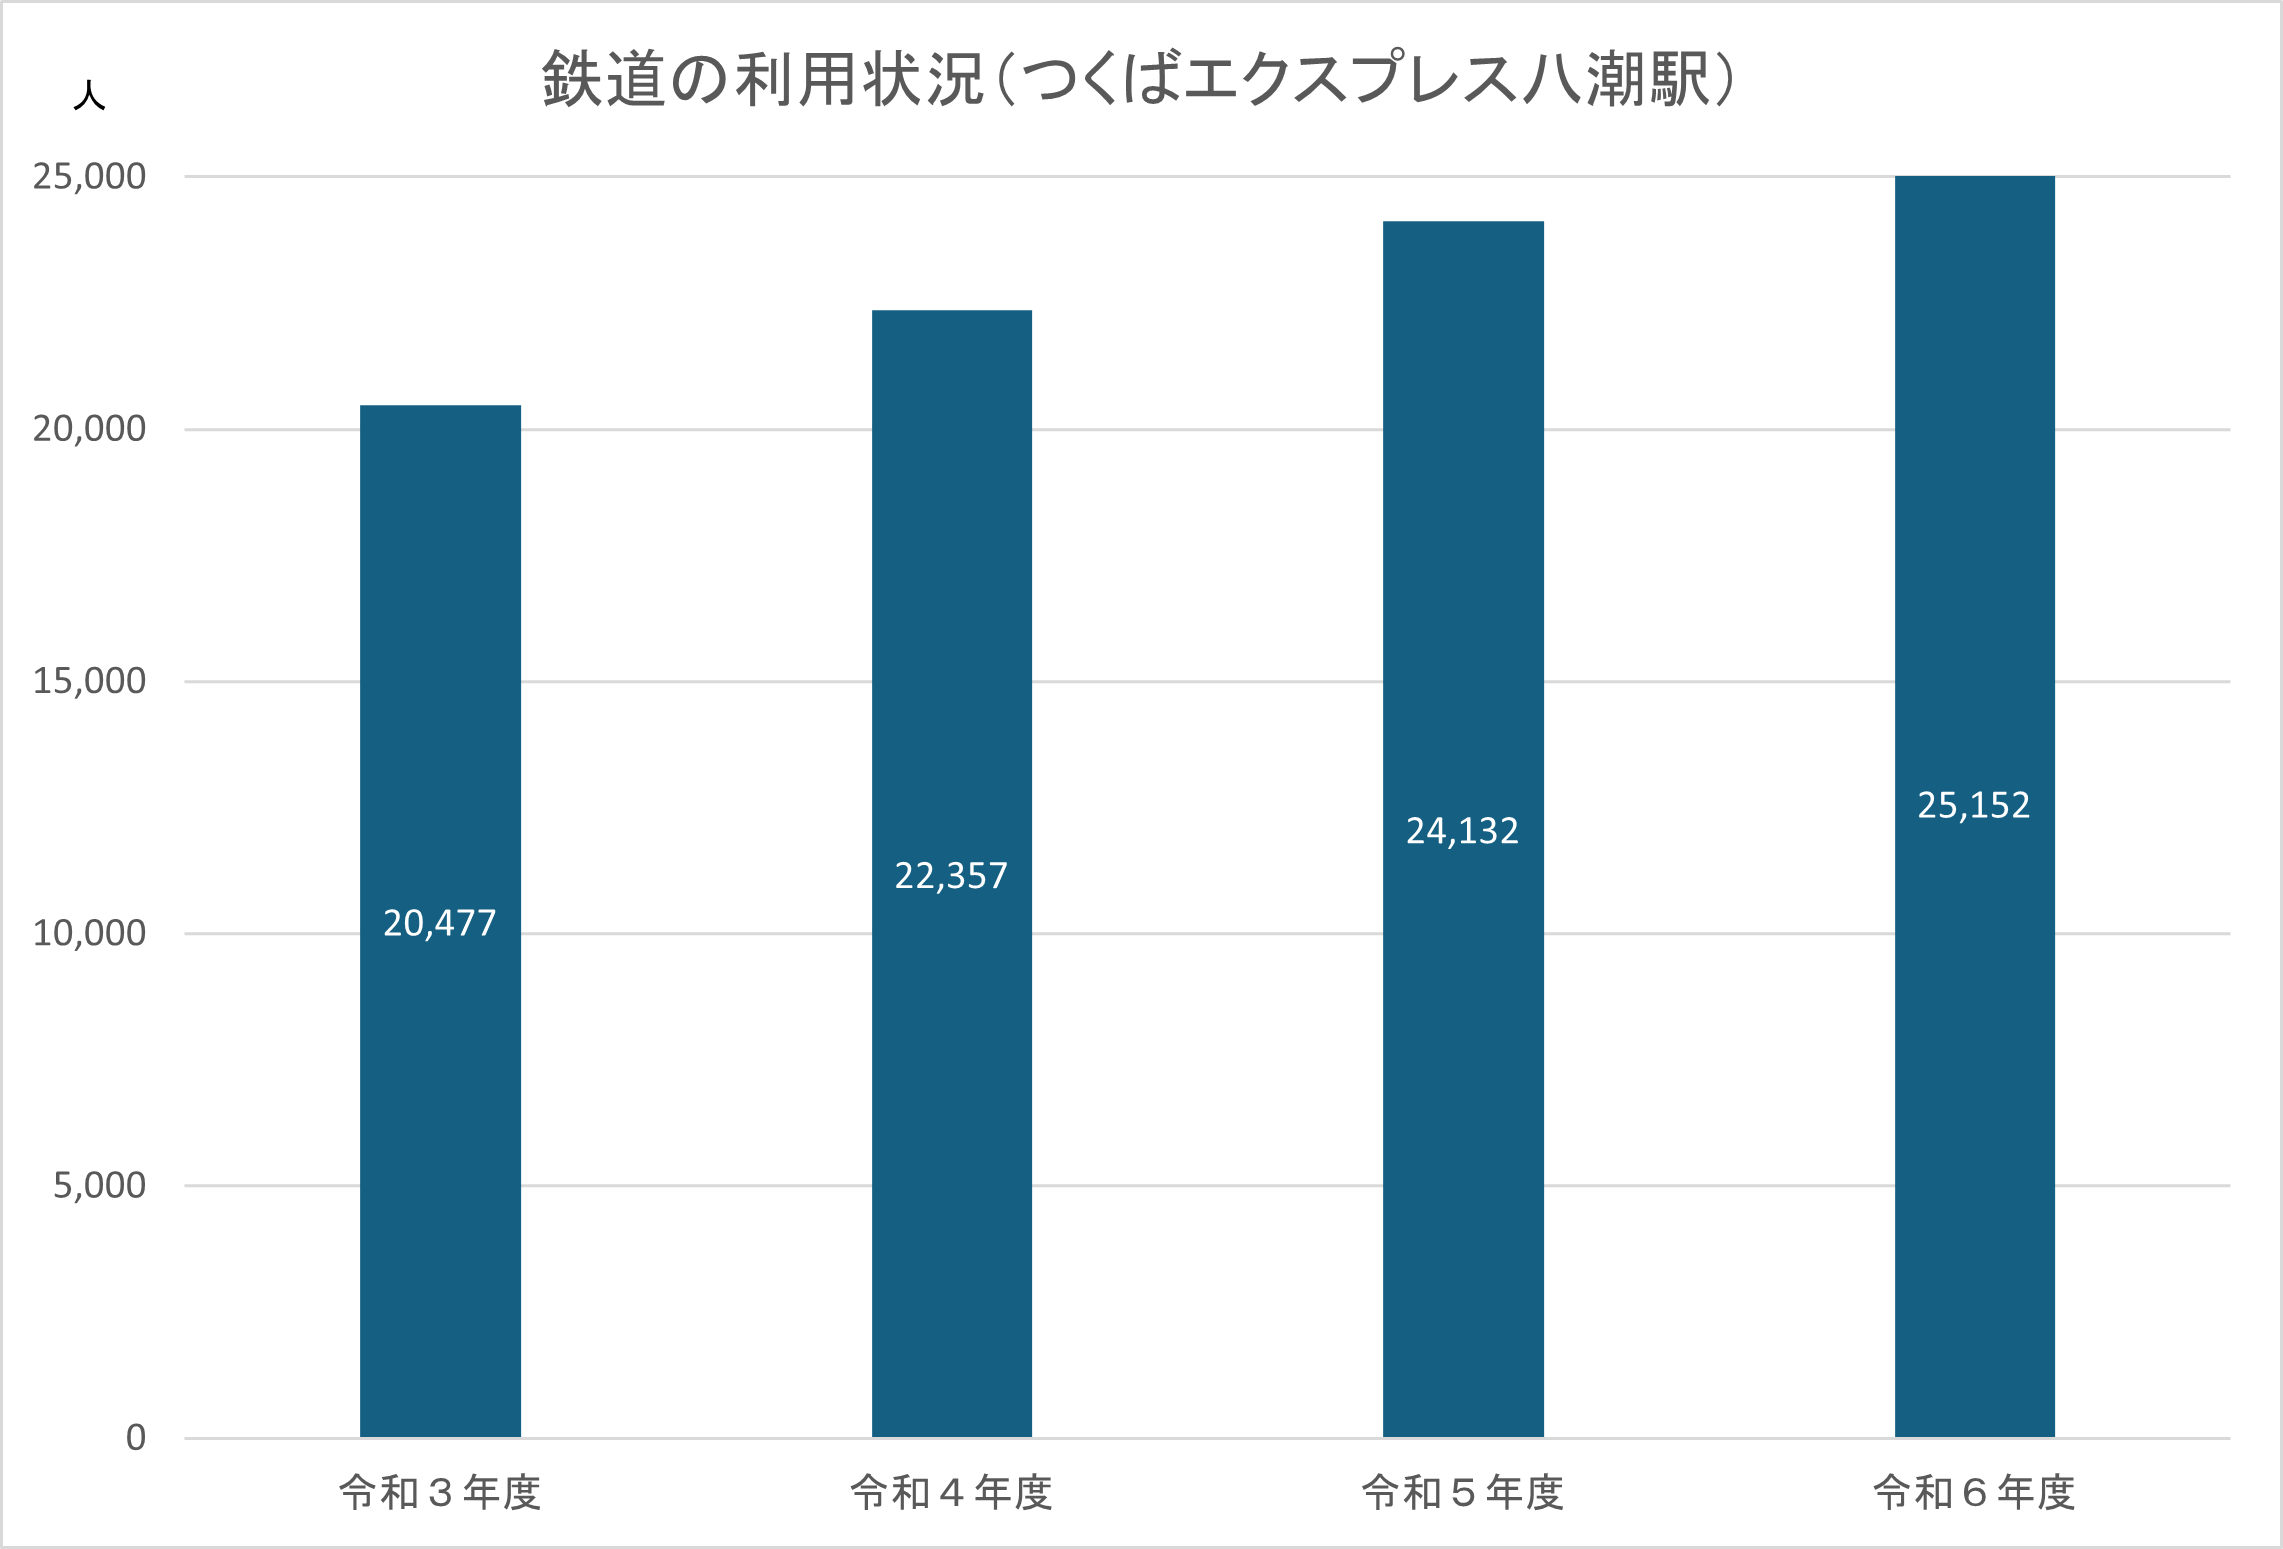 鉄道の利用状況（つくばエクスプレス八潮駅）
人
25,000
20,000
15,000
10,000
5,000
0
20,477
22,357
24,132
25,152
令和３年度
令和４年度
令和５年度
令和６年度